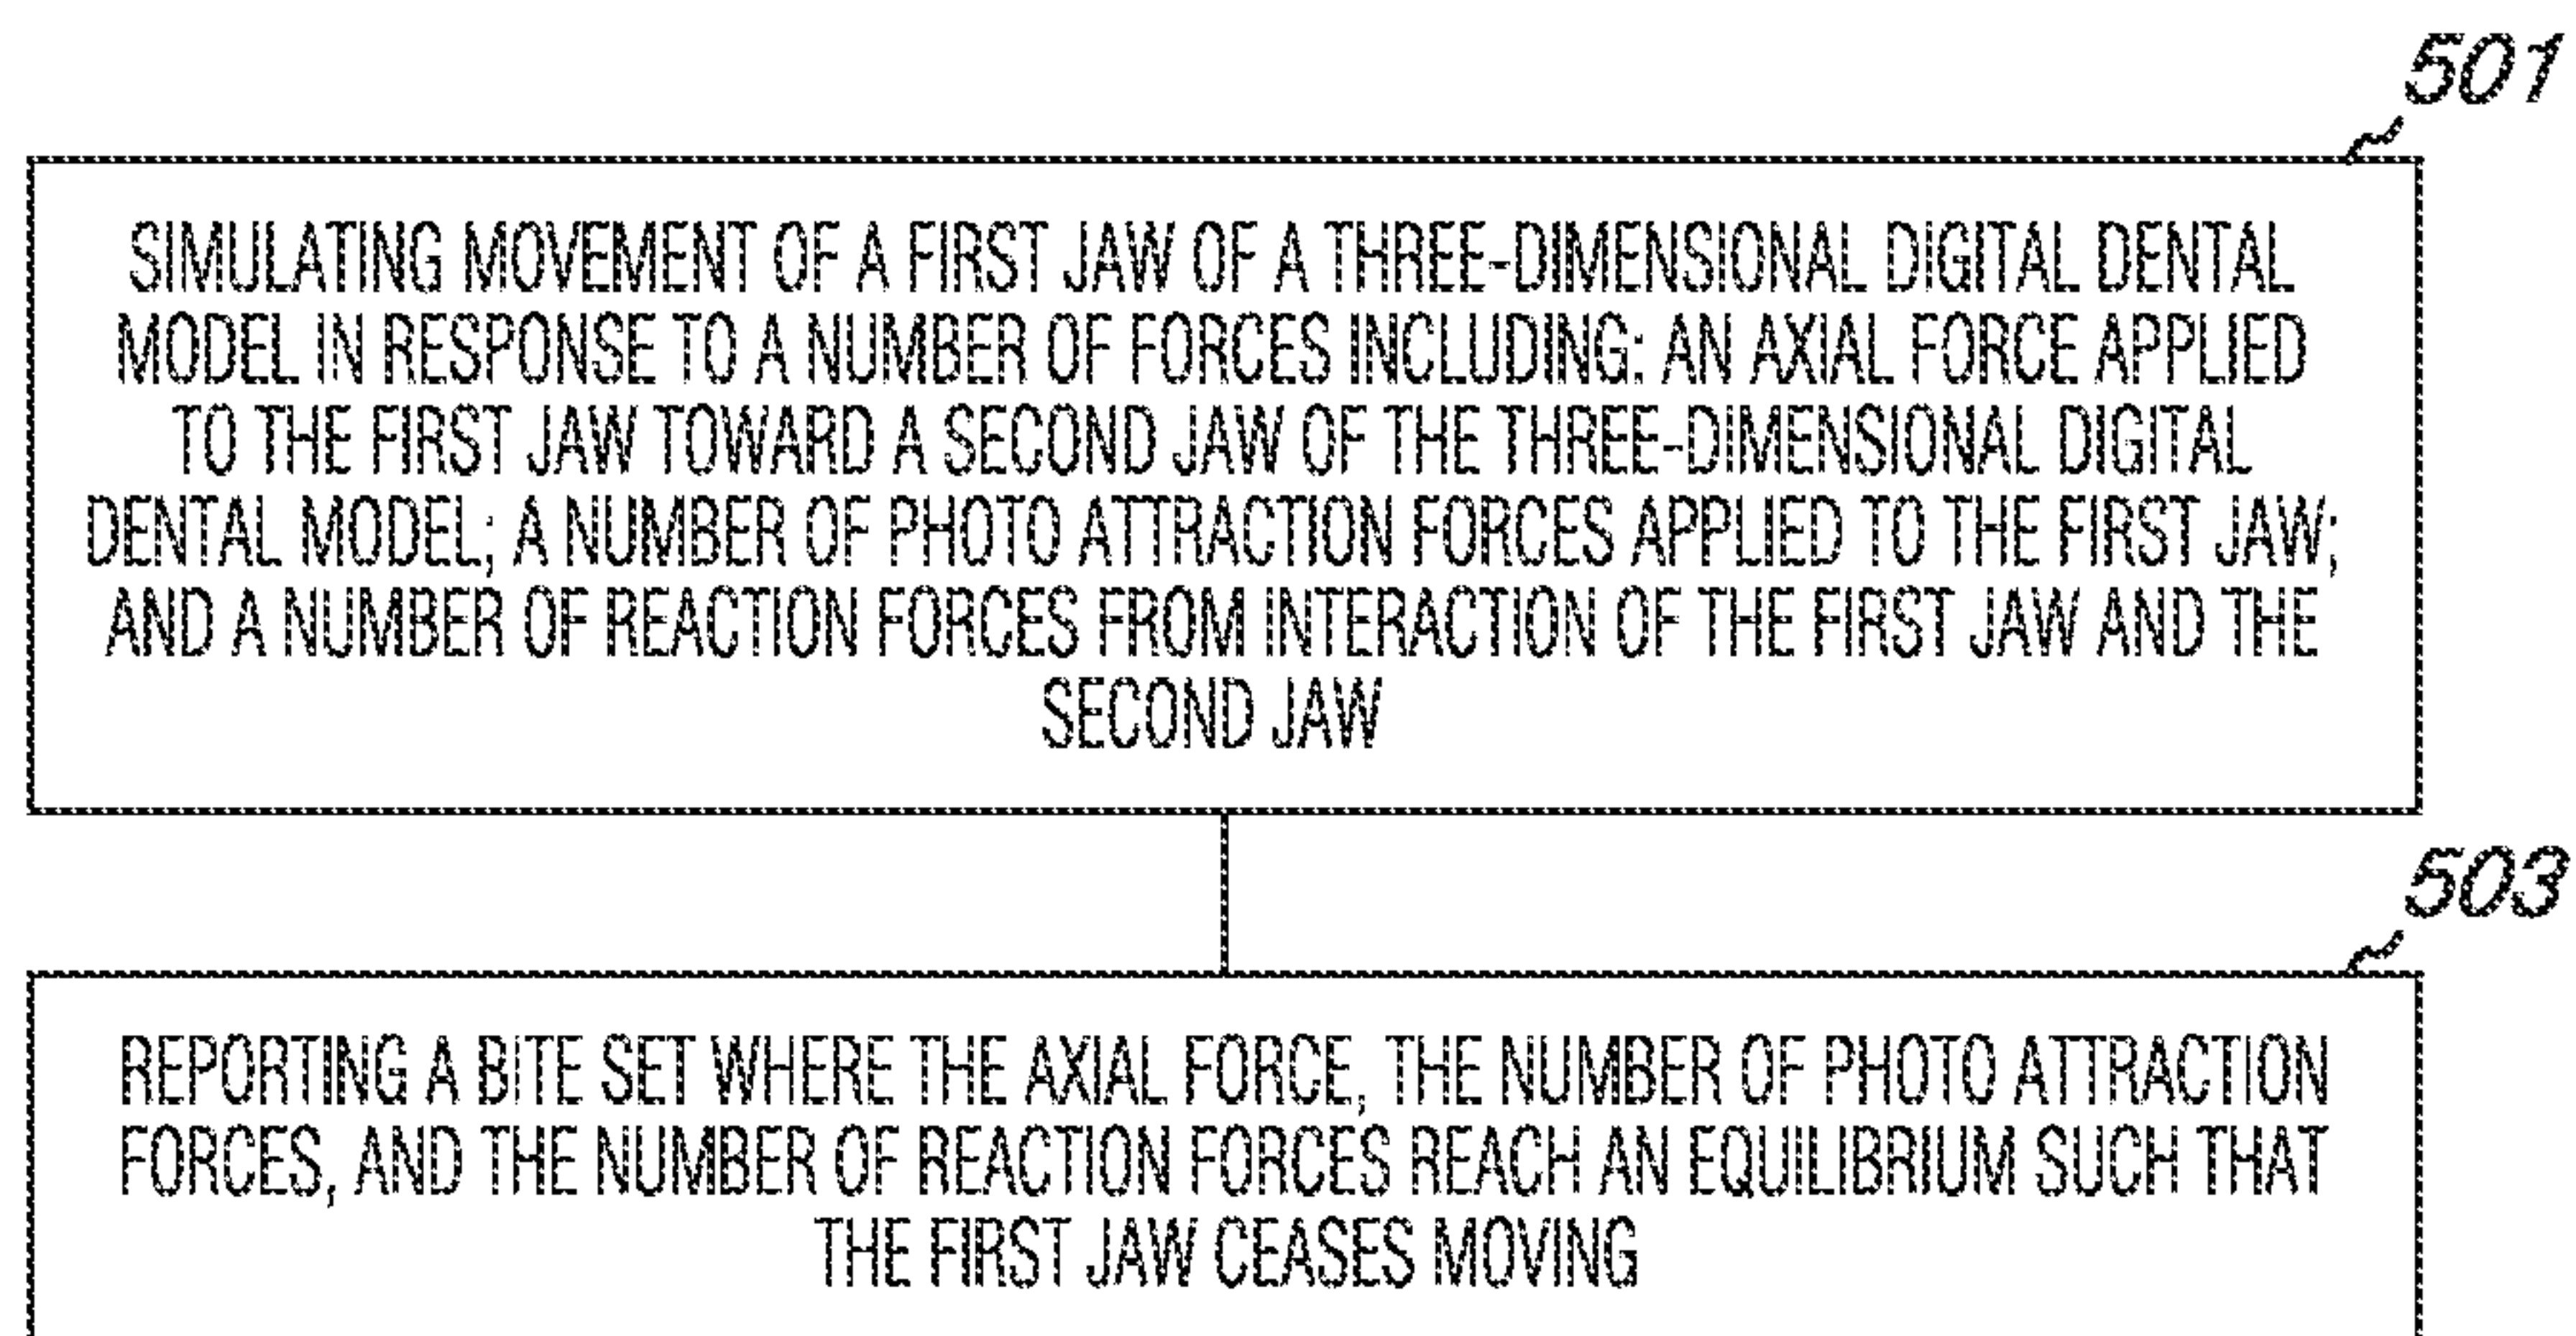 501
SIMULATING MOVEMENT OF A FIRST JAW OF A THREE-DIMENSIONAL DIGITAL DENTAL
MODEL IN RESPONSE TO A NUMBER OF FORCES INCLUDING: AN AXIAL FORCE APPLIED
TO THE FIRST JAW TOWARD A SECOND JAW OF THE THREE-DIMENSIONAL DIGITAL
DENTAL MODEL; A NUMBER OF PHOTO ATTRACTION FORCES APPLIED TO THE FIRST JAW;
AND A NUMBER OF REACTION FORCES FROM INTERACTION OF THE FIRST JAW AND THE
SECOND JAW
503
REPORTING A BITE SET WHERE THE AXIAL FORCE, THE NUMBER OF PHOTO ATTRACTION
FORCES, AND THE NUMBER OF REACTION FORCES REACH AN EQUILIBRIUM SUCH THAT
THE FIRST JAW CEASES MOVING